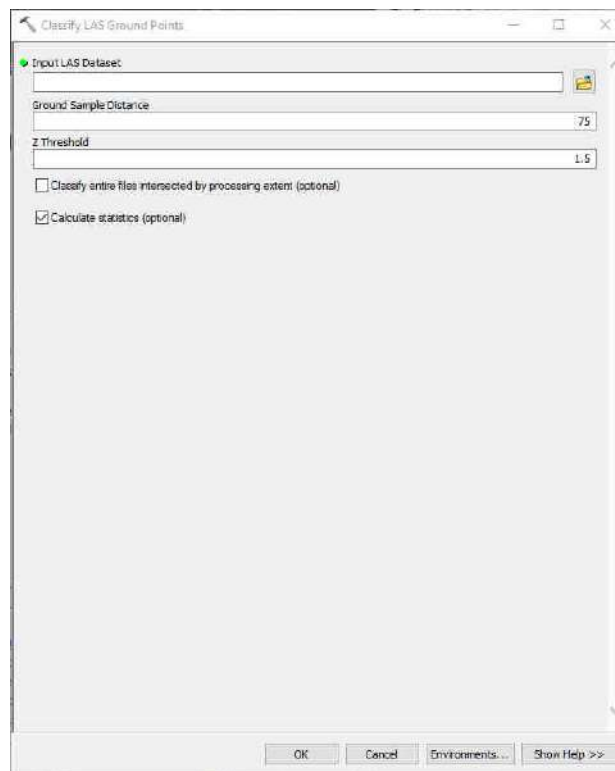 Classify LAS Ground Points
Input LAS Dataset
Ground Sample Distance
75
Z Threshold
1.5
Classify entire files intersected by processing extent (optional)
Calculate statistics (optional)
OK Cancel Environments... Show Help >>